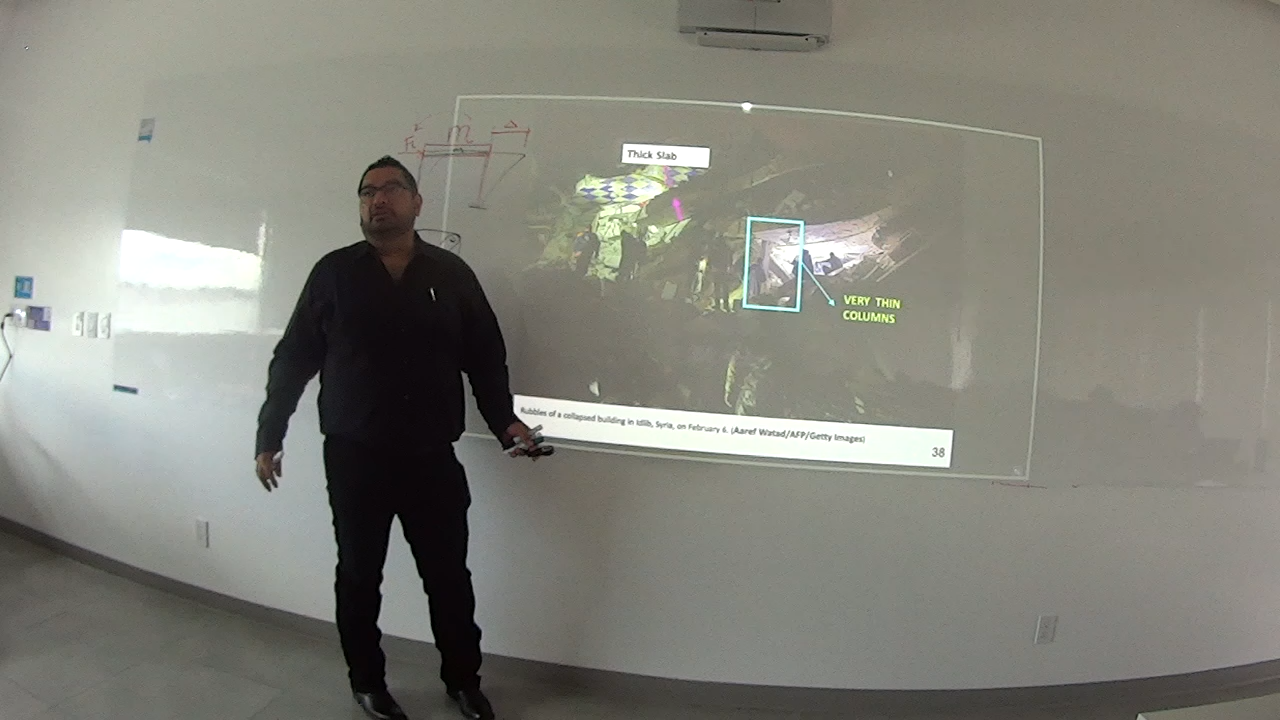 m
Δ
Thick Slab
VERY THIN
COLUMNS
Rubbles of a collapsed building in Idlib, Syria, on February 6. (Aaref Watad/AFP/Getty Images)
38